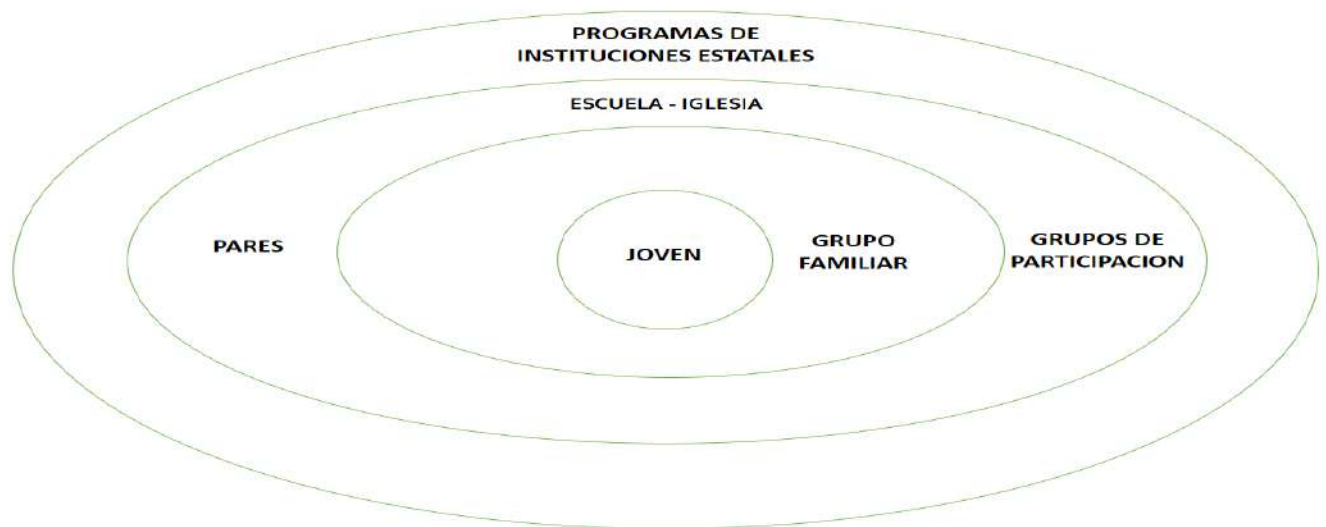 PROGRAMAS DE
INSTITUCIONES ESTATALES
ESCUELA - IGLESIA
PARES
JOVEN
GRUPO
FAMILIAR
GRUPOS DE
PARTICIPACION